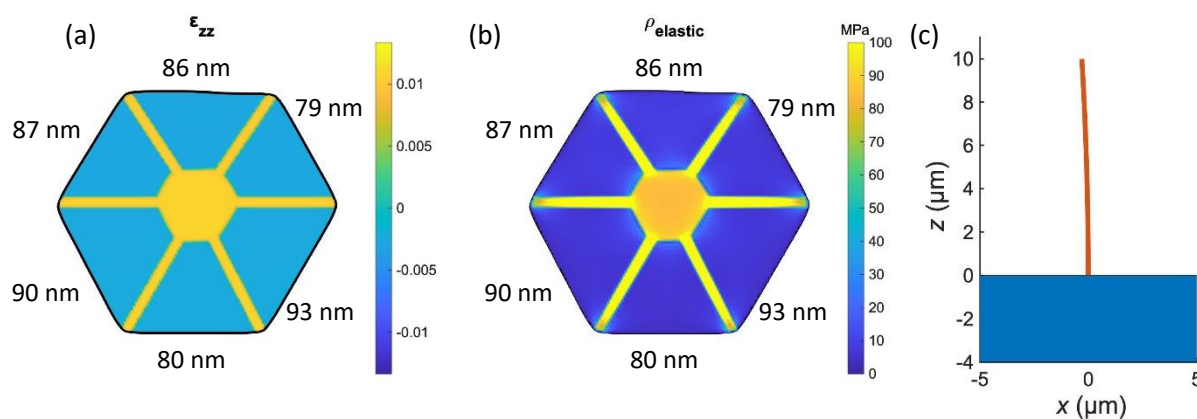 (a)
ε_zz
86 nm
79 nm
87 nm
90 nm
93 nm
80 nm
0.01
0.005
0
-0.005
-0.01
(b)
ρ_elastic
MPa
86 nm
79 nm
87 nm
90 nm
93 nm
80 nm
100
90
80
70
60
50
40
30
20
10
0
(c)
z (µm)
10
8
6
4
2
0
-2
-4
-5 0 5
x (µm)